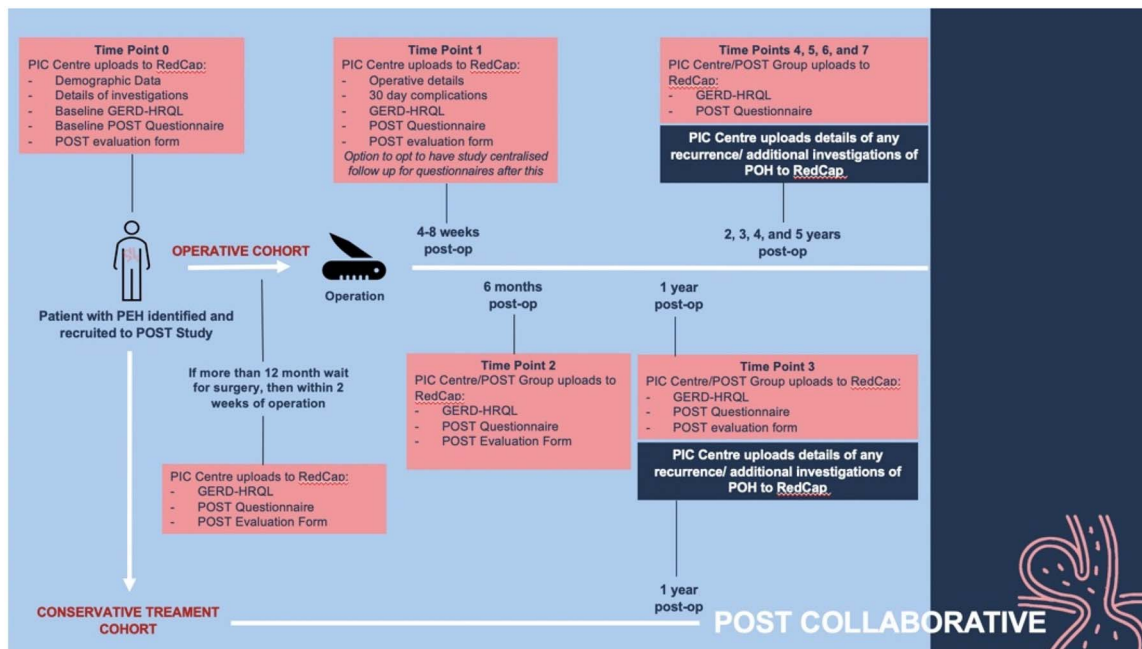 Time Point 0
PIC Centre uploads to RedCap:
- Demographic Data
- Details of investigations
- Baseline GERD-HRQL
- Baseline POST Questionnaire
- POST evaluation form
Time Point 1
PIC Centre uploads to RedCap:
- Operative details
- 30 day complications
- GERD-HRQL
- POST Questionnaire
- POST evaluation form
Option to opt to have study centralised
follow up for questionnaires after this
Time Points 4, 5, 6, and 7
PIC Centre/POST Group uploads to
RedCap:
- GERD-HRQL
- POST Questionnaire
PIC Centre uploads details of any
recurrence/ additional investigations of
POH to RedCap
OPERATIVE COHORT
Operation
4-8 weeks
post-op
2, 3, 4, and 5 years
post-op
Patient with PEH identified and
recruited to POST Study
6 months
post-op
1 year
post-op
If more than 12 month wait
for surgery, then within 2
weeks of operation
Time Point 2
PIC Centre/POST Group uploads to
RedCap:
- GERD-HRQL
- POST Questionnaire
- POST Evaluation Form
Time Point 3
PIC Centre/POST Group uploads to RedCap:
- GERD-HRQL
- POST Questionnaire
- POST evaluation form
PIC Centre uploads details of any
recurrence/ additional investigations of
POH to RedCap
PIC Centre uploads to RedCap:
- GERD-HRQL
- POST Questionnaire
- POST Evaluation Form
1 year
post-op
CONSERVATIVE TREAMENT
COHORT
POST COLLABORATIVE